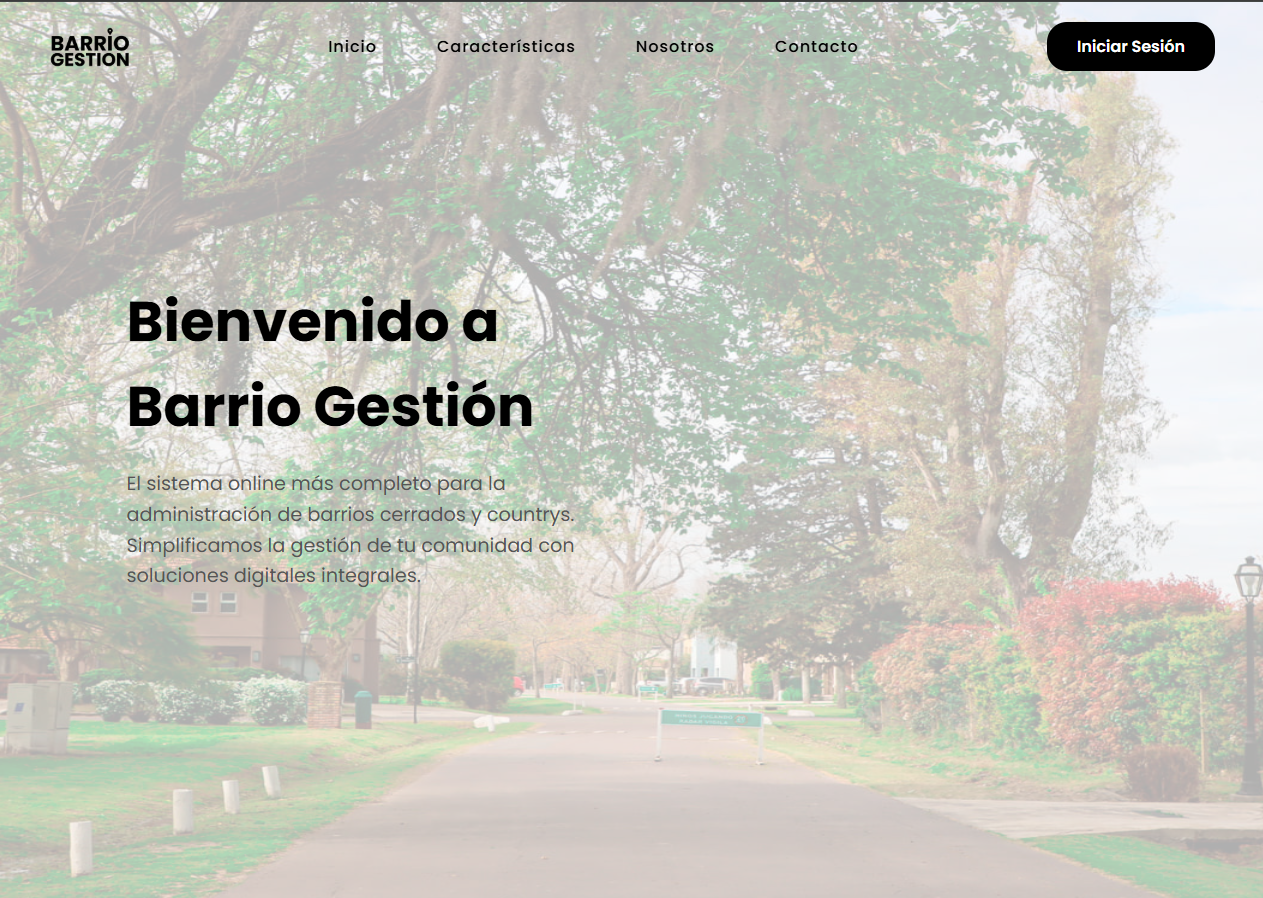 BARRIO
GESTION
Inicio
Características
Nosotros
Contacto
Iniciar Sesión
Bienvenido a
Barrio Gestión
El sistema online más completo para la
administración de barrios cerrados y countrys.
Simplificamos la gestión de tu comunidad con
soluciones digitales integrales.